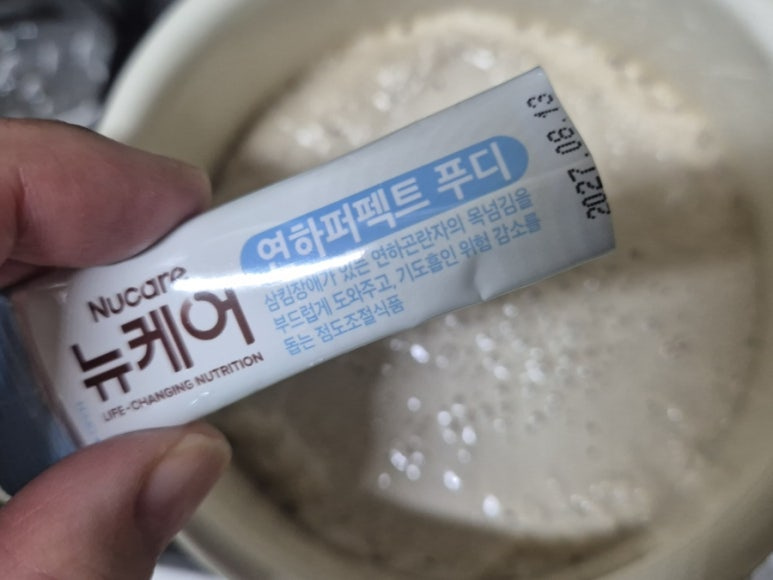 Nucare
뉴케어
LIFE-CHANGING NUTRITION
연하퍼펙트 푸디
삼킴장애가 있는 연하곤란자의 목넘김을
부드럽게 도와주고, 기도흡인 위험 감소를
돕는 점도조절식품
2027.08.13